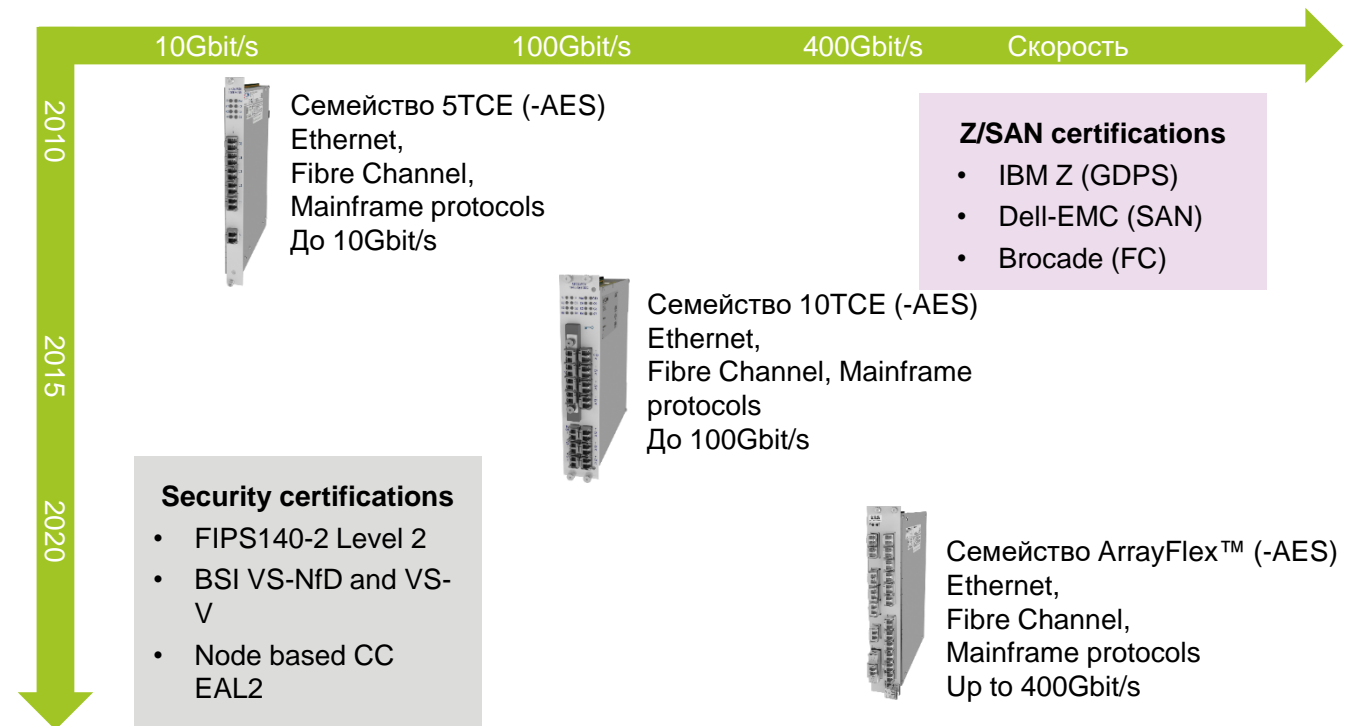 10Gbit/s 100Gbit/s 400Gbit/s Скорость
2010
Семейство 5TCE (-AES)
Ethernet,
Fibre Channel,
Mainframe protocols
До 10Gbit/s
Z/SAN certifications
• IBM Z (GDPS)
• Dell-EMC (SAN)
• Brocade (FC)
2015
Семейство 10TCE (-AES)
Ethernet,
Fibre Channel, Mainframe
protocols
До 100Gbit/s
2020
Security certifications
• FIPS140-2 Level 2
• BSI VS-NfD and VS-
V
• Node based CC
EAL2
Семейство ArrayFlex™ (-AES)
Ethernet,
Fibre Channel,
Mainframe protocols
Up to 400Gbit/s